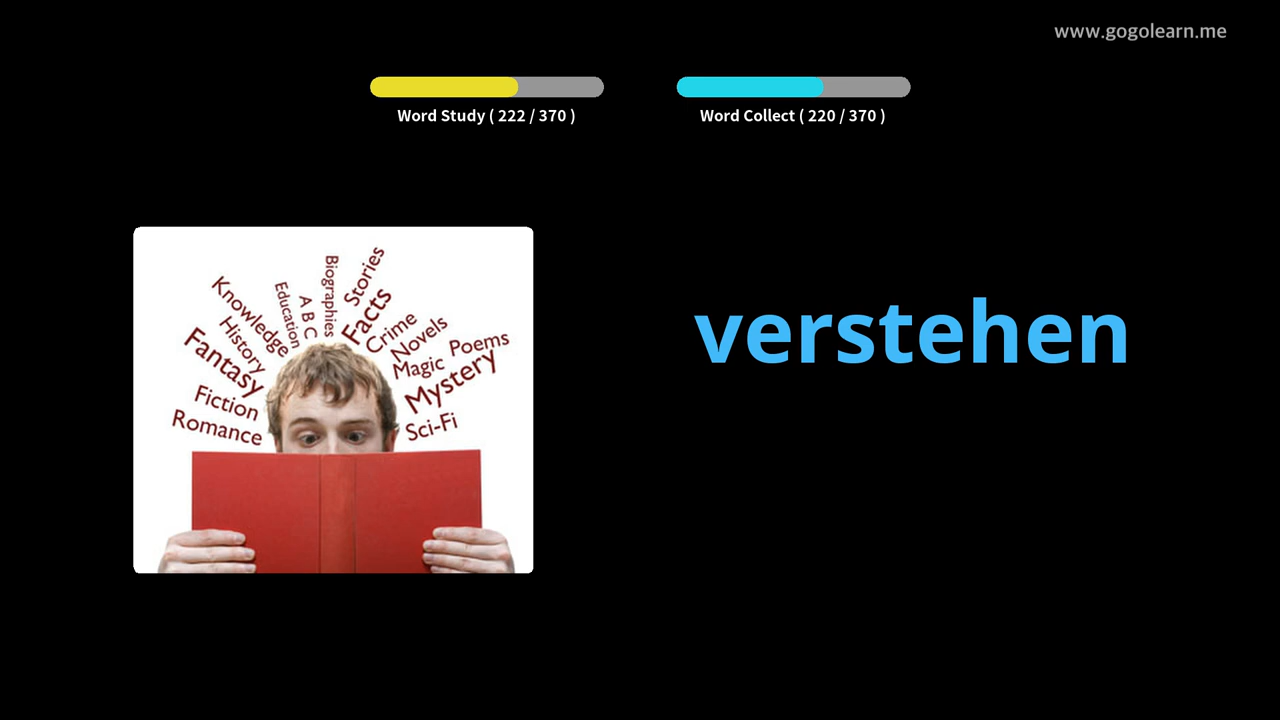 www.gogolearn.me
Word Study ( 222 / 370 )
Word Collect ( 220 / 370 )
Knowledge
History
Fantasy
Fiction
Romance
Education
A B C
Biographies
Stories
Facts
Crime
Novels
Magic
Poems
Mystery
Sci-Fi
verstehen